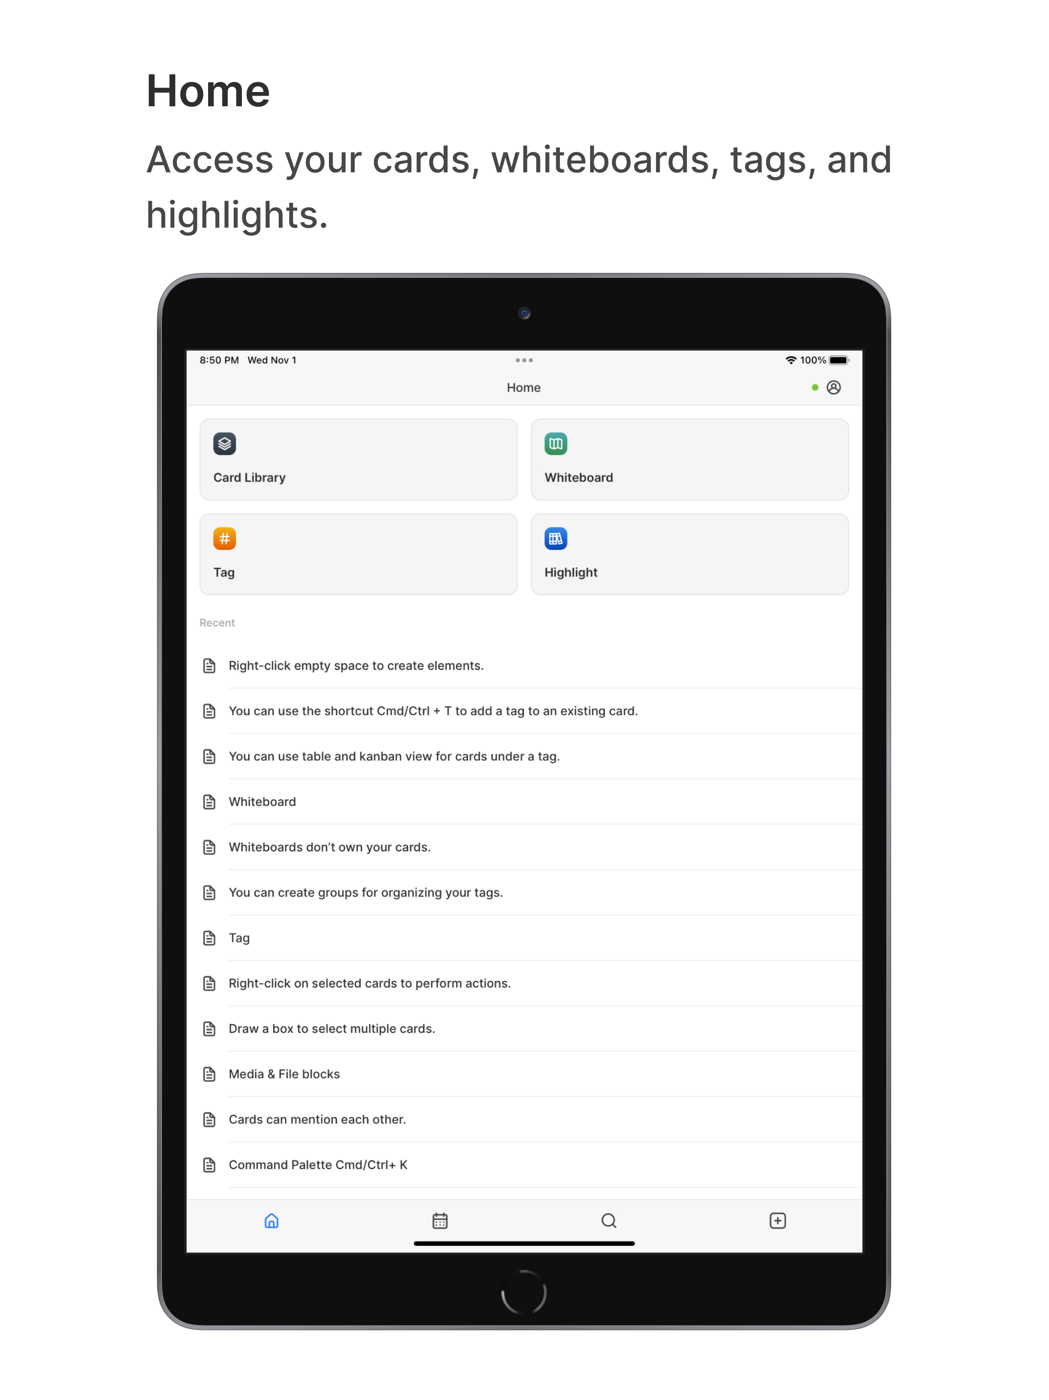 Home
Access your cards, whiteboards, tags, and
highlights.
8:50 PM Wed Nov 1
100%
Home
Card Library
Whiteboard
Tag
Highlight
Recent
Right-click empty space to create elements.
You can use the shortcut Cmd/Ctrl + T to add a tag to an existing card.
You can use table and kanban view for cards under a tag.
Whiteboard
Whiteboards don’t own your cards.
You can create groups for organizing your tags.
Tag
Right-click on selected cards to perform actions.
Draw a box to select multiple cards.
Media & File blocks
Cards can mention each other.
Command Palette Cmd/Ctrl+ K